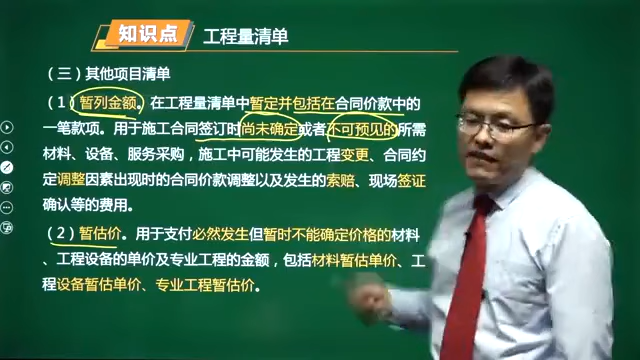 知识点
工程量清单
（三）其他项目清单
（1）暂列金额。在工程量清单中暂定并包括在合同价款中的
一笔款项。用于施工合同签订时尚未确定或者不可预见的所需
材料、设备、服务采购，施工中可能发生的工程变更、合同约
定调整因素出现时的合同价款调整以及发生的索赔、现场签证
确认等的费用。
（2）暂估价。用于支付必然发生但暂时不能确定价格的材料
、工程设备的单价及专业工程的金额，包括材料暂估单价、工
程设备暂估单价、专业工程暂估价。